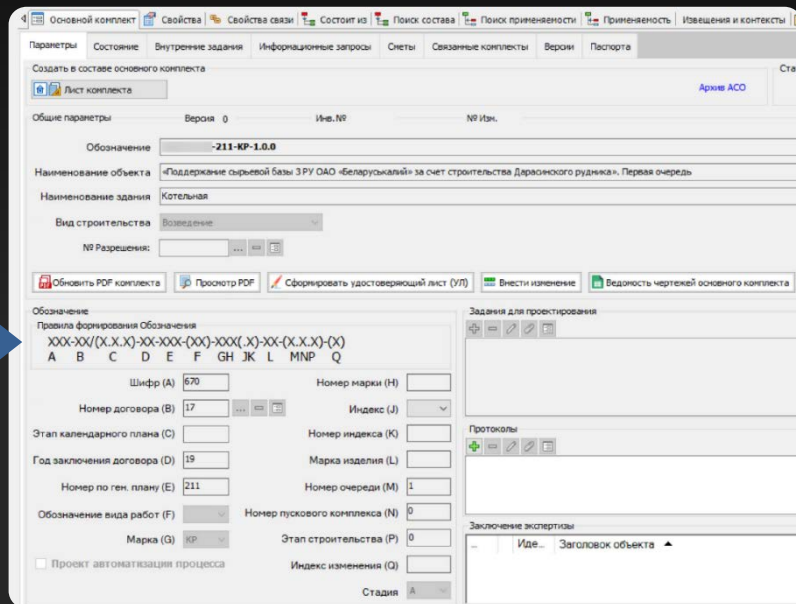 Основной комплект Свойства Свойства связи Состоит из Поиск состава Поиск применяемости Применяемость Извещения и контексты
Параметры Состояние Внутренние задания Информационные запросы Сметы Связанные комплекты Версии Паспорта
Создать в составе основного комплекта Ста
Лист комплекта Архив АСО
Общие параметры Версия 0 Инв. № № Изм.
Обозначение -211-КР-1.0.0
Наименование объекта «Поддержание сырьевой базы 3 РУ ОАО «Беларуськалий» за счет строительства Дарасинского рудника». Первая очередь
Наименование здания Котельная
Вид строительства Возведение
№ Разрешения: ...
Обновить PDF комплекта Просмотр PDF Сформировать удостоверяющий лист (УЛ) Внести изменение Ведомость чертежей основного комплекта
Обозначение Задания для проектирования
Правила формирования Обозначения
XXX-XX/(X.X.X)-XX-XXX-(XX)-XXX(.X)-XX-(X.X.X)-(X)
A B C D E F GH JK L MNP Q
Шифр (A) 670 Номер марки (H)
Номер договора (B) 17 ... Индекс (J)
Этап календарного плана (C) Номер индекса (K) Протоколы
Год заключения договора (D) 19 Марка изделия (L)
Номер по ген. плану (E) 211 Номер очереди (M) 1
Обозначение вида работ (F) Номер пускового комплекса (N) 0
Марка (G) КР Этап строительства (P) 0 Заключение экспертизы
Проект автоматизации процесса Индекс изменения (Q) ... Иде... Заголовок объекта
Стадия А